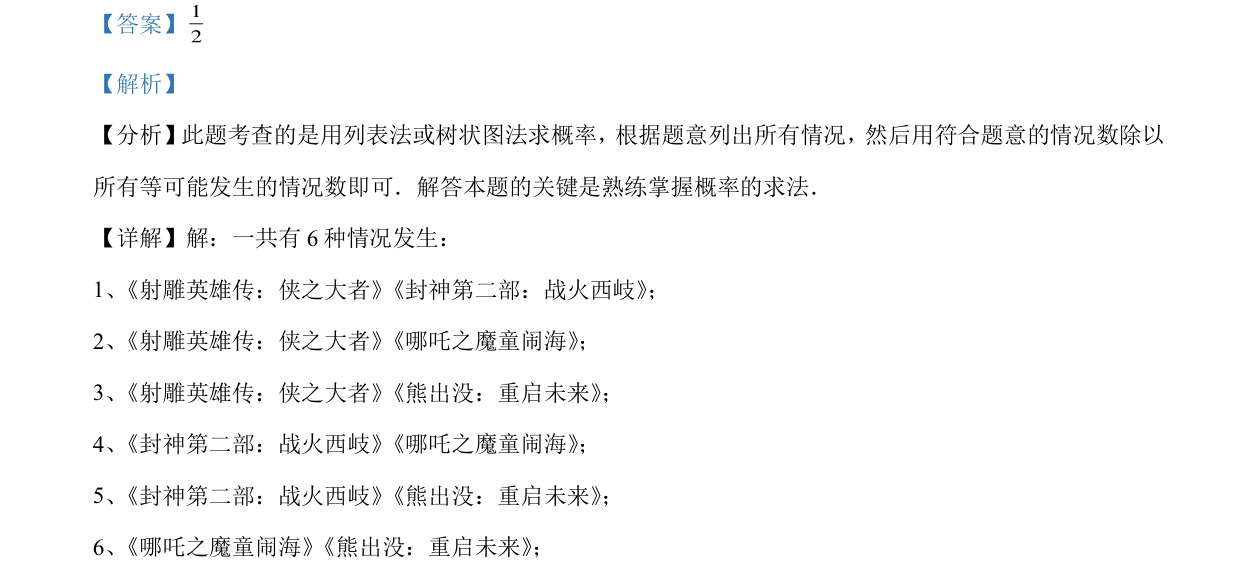 【答案】1/2
【解析】
【分析】此题考查的是用列表法或树状图法求概率，根据题意列出所有情况，然后用符合题意的情况数除以
所有等可能发生的情况数即可．解答本题的关键是熟练掌握概率的求法．
【详解】解：一共有 6 种情况发生：
1、《射雕英雄传：侠之大者》《封神第二部：战火西岐》；
2、《射雕英雄传：侠之大者》《哪吒之魔童闹海》；
3、《射雕英雄传：侠之大者》《熊出没：重启未来》；
4、《封神第二部：战火西岐》《哪吒之魔童闹海》；
5、《封神第二部：战火西岐》《熊出没：重启未来》；
6、《哪吒之魔童闹海》《熊出没：重启未来》；